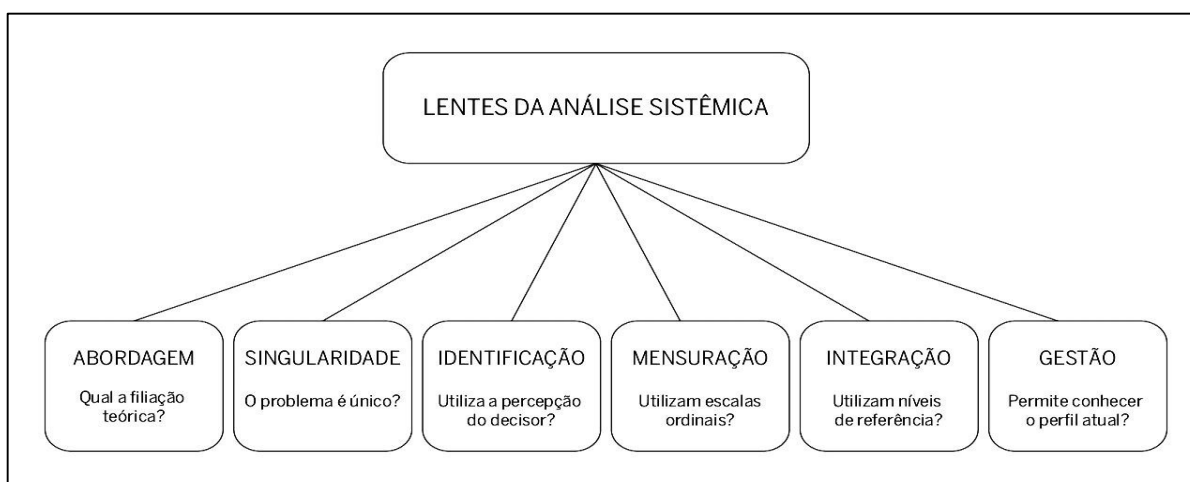 LENTES DA ANÁLISE SISTÊMICA
ABORDAGEM
Qual a filiação
teórica?
SINGULARIDADE
O problema é único?
IDENTIFICAÇÃO
Utiliza a percepção
do decisor?
MENSURAÇÃO
Utilizam escalas
ordinais?
INTEGRAÇÃO
Utilizam níveis
de referência?
GESTÃO
Permite conhecer
o perfil atual?